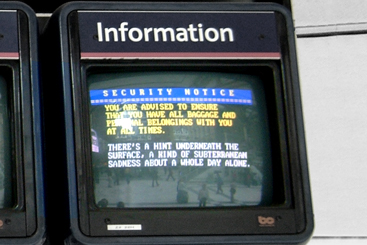 Information
SECURITY NOTICE
YOU ARE ADVISED TO ENSURE
THAT YOU HAVE ALL BAGGAGE AND
PERSONAL BELONGINGS WITH YOU
AT ALL TIMES.
THERE'S A HINT UNDERNEATH THE
SURFACE, A KIND OF SUBTERRANEAN
SADNESS ABOUT A WHOLE DAY ALONE.